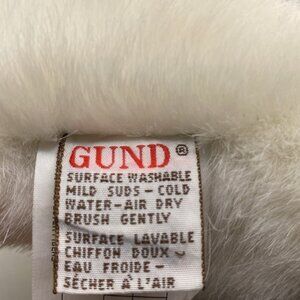 GUND®
SURFACE WASHABLE
MILD SUDS - COLD
WATER-AIR DRY
BRUSH GENTLY
SURFACE LAVABLE
CHIFFON DOUX -
EAU FROIDE -
SÉCHER À L'AIR